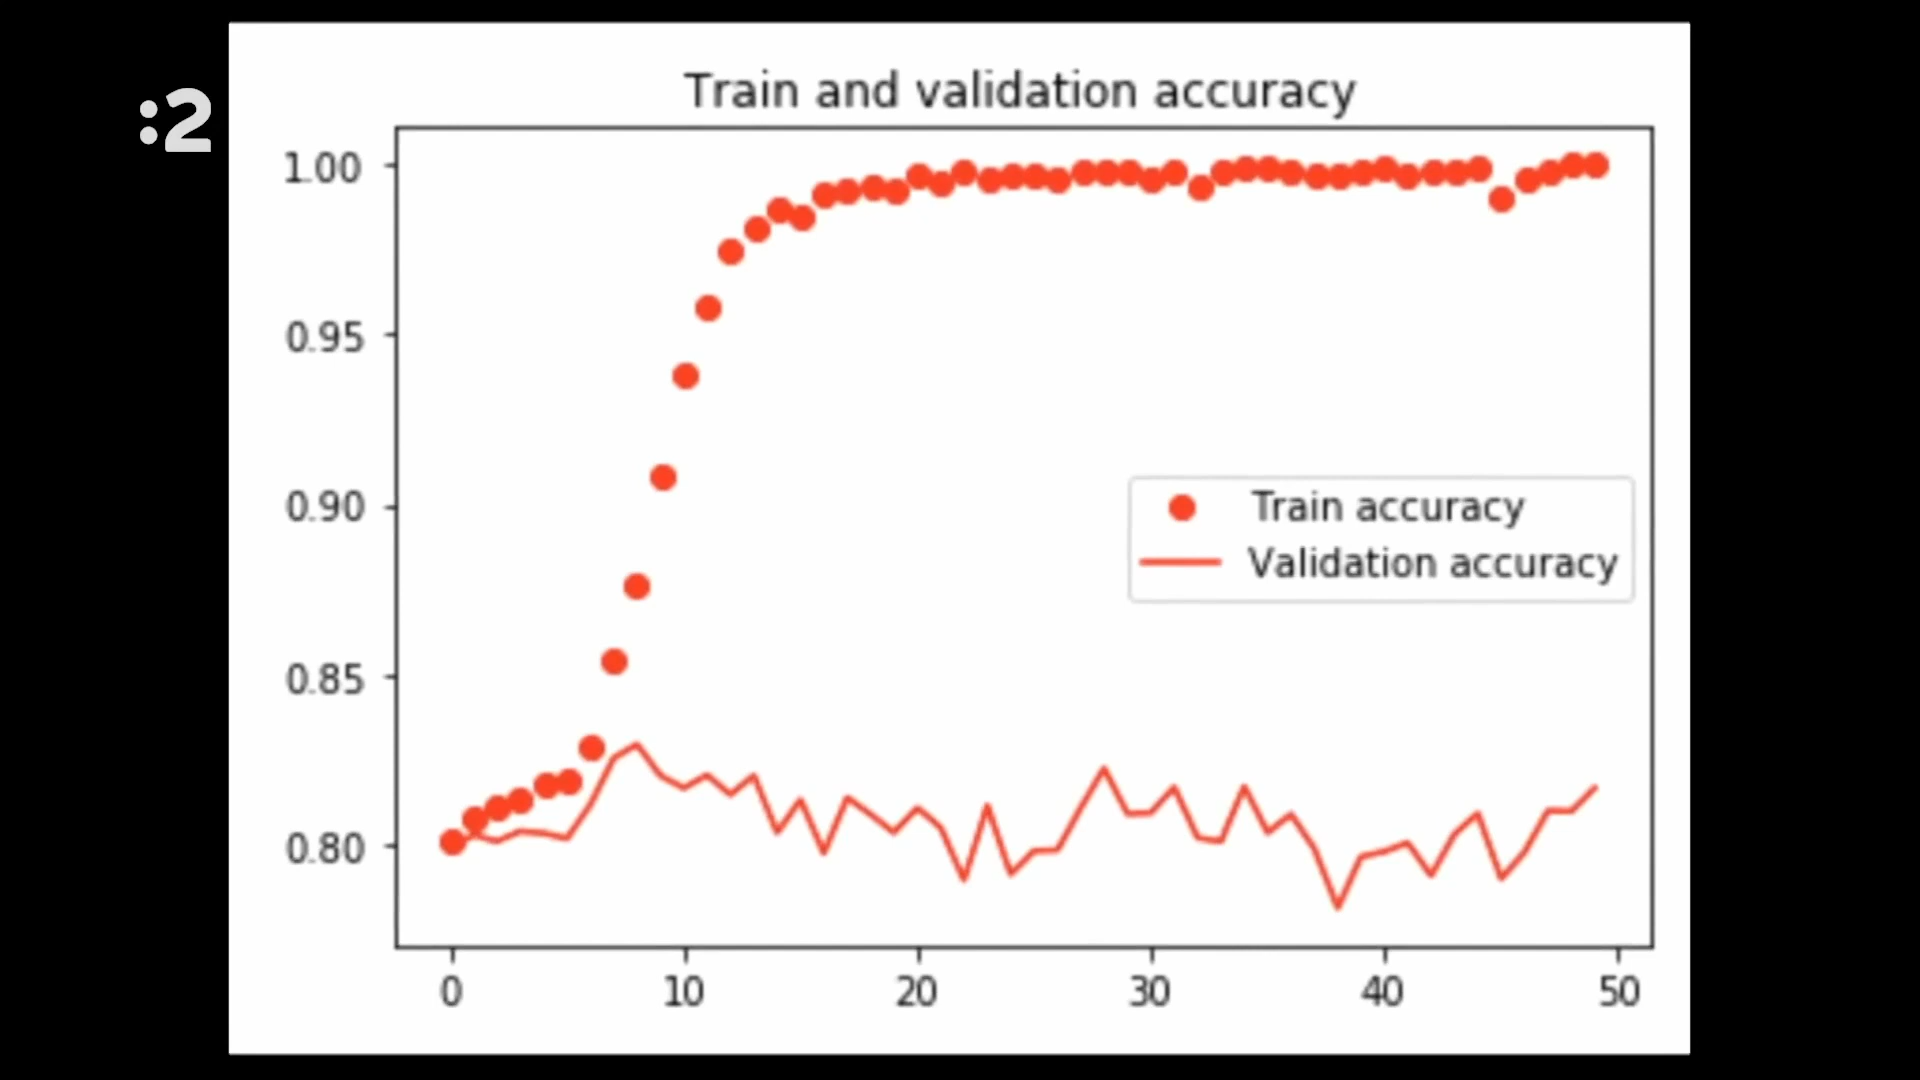 :2
Train and validation accuracy
1.00
0.95
0.90
0.85
0.80
Train accuracy
Validation accuracy
0 10 20 30 40 50